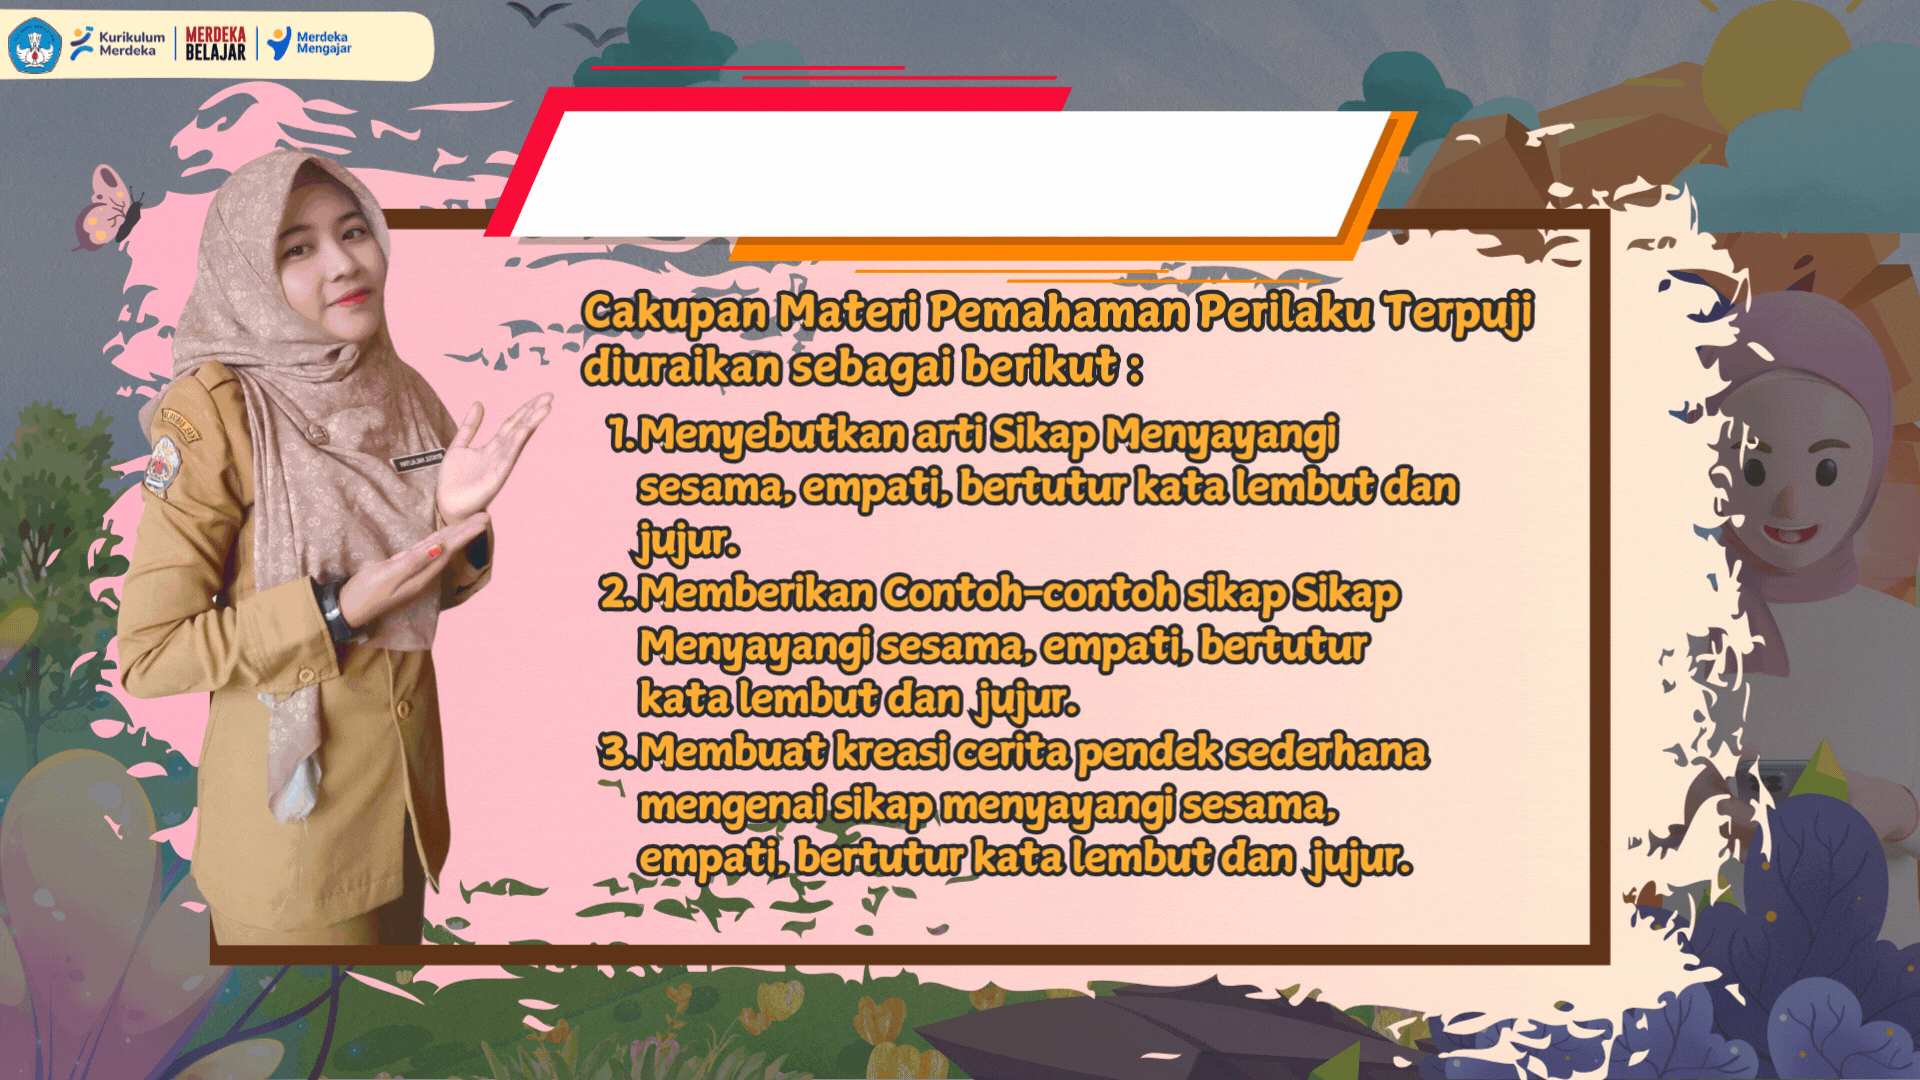 Kurikulum
Merdeka
MERDEKA
BELAJAR
Merdeka
Mengajar
Cakupan Materi Pemahaman Perilaku Terpuji
diuraikan sebagai berikut :
1. Menyebutkan arti Sikap Menyayangi
sesama, empati, bertutur kata lembut dan
jujur.
2. Memberikan Contoh-contoh sikap Sikap
Menyayangi sesama, empati, bertutur
kata lembut dan jujur.
3. Membuat kreasi cerita pendek sederhana
mengenai sikap menyayangi sesama,
empati, bertutur kata lembut dan jujur.